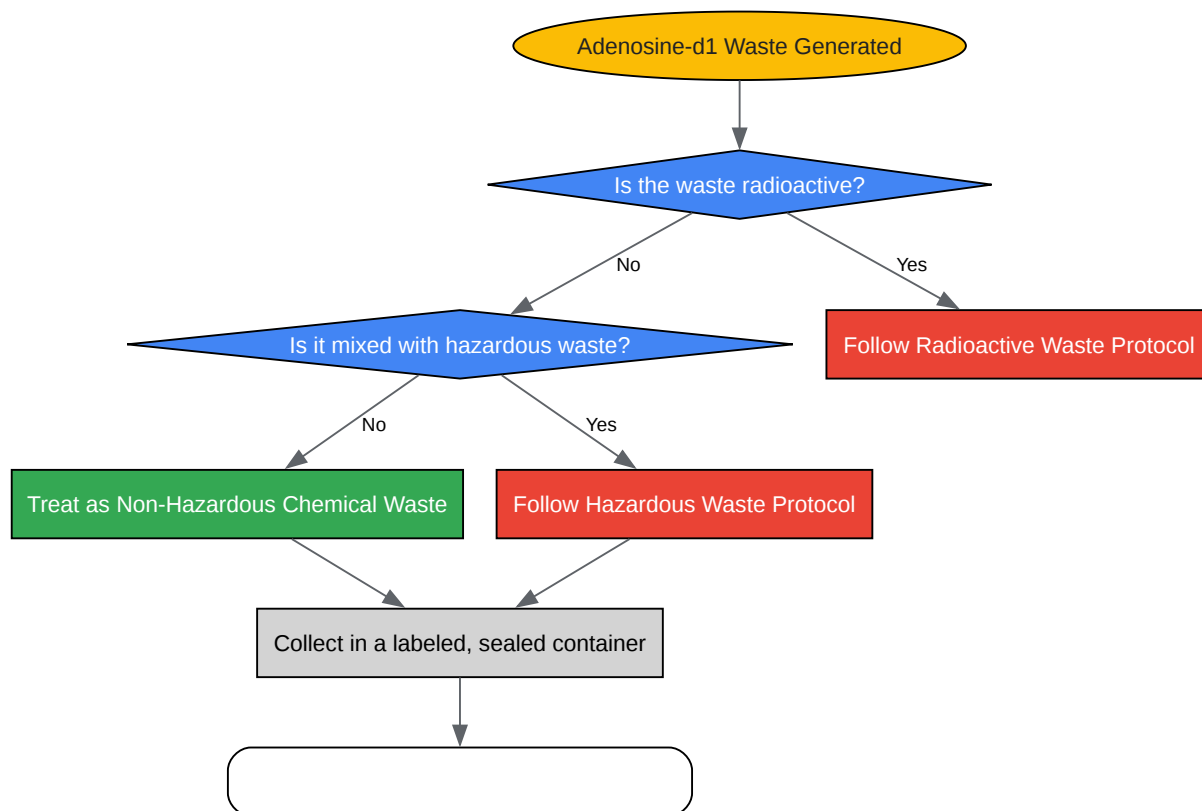 Adenosine-d1 Waste Generated
Is the waste radioactive?
No
Yes
Is it mixed with hazardous waste?
Follow Radioactive Waste Protocol
No
Yes
Treat as Non-Hazardous Chemical Waste
Follow Hazardous Waste Protocol
Collect in a labeled, sealed container